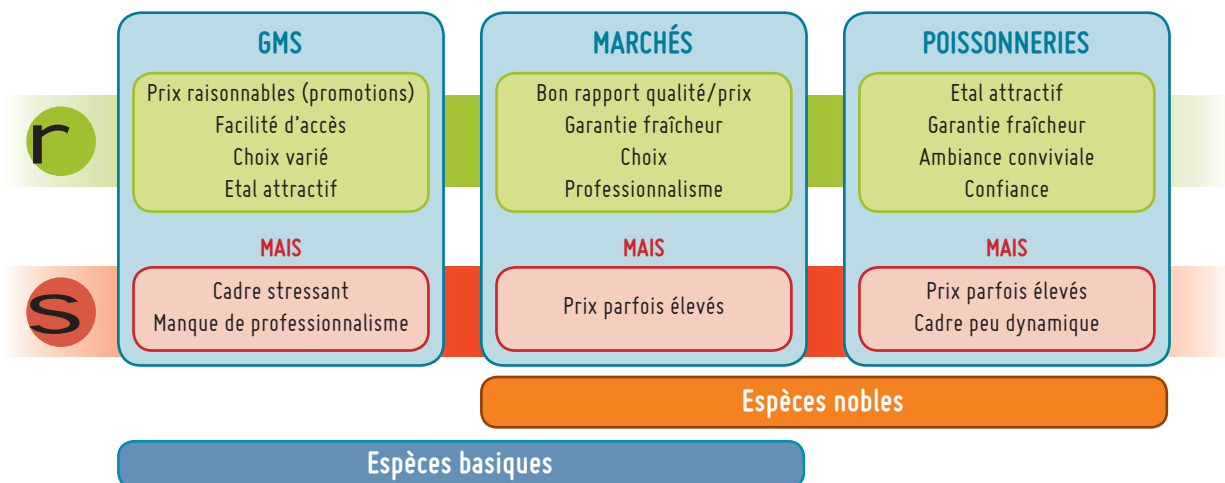 GMS
Prix raisonnables (promotions)
Facilité d'accès
Choix varié
Etal attractif
MAIS
Cadre stressant
Manque de professionnalisme
MARCHÉS
Bon rapport qualité/prix
Garantie fraîcheur
Choix
Professionnalisme
MAIS
Prix parfois élevés
POISSONNERIES
Etal attractif
Garantie fraîcheur
Ambiance conviviale
Confiance
MAIS
Prix parfois élevés
Cadre peu dynamique
r
s
Espèces nobles
Espèces basiques